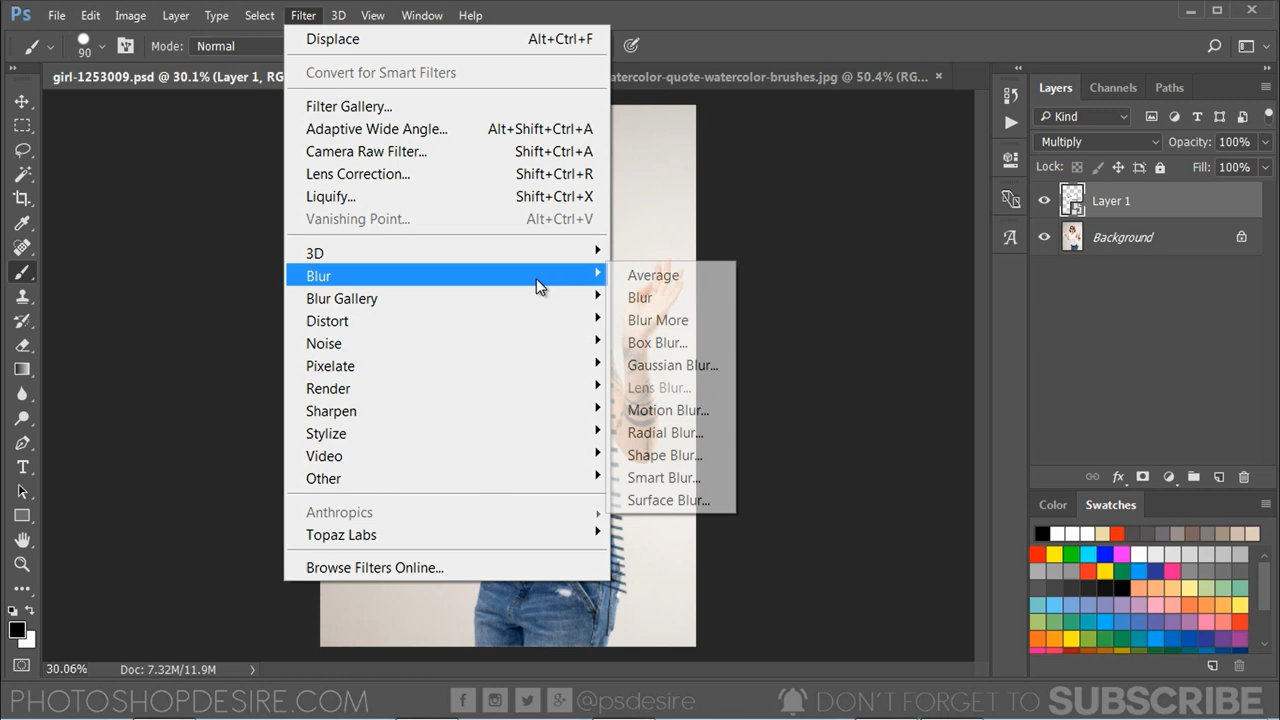 Ps File Edit Image Layer Type Select Filter 3D View Window Help
90 Mode: Normal
girl-1253009.psd @ 30.1% (Layer 1, RG
atercolor-quote-watercolor-brushes.jpg @ 50.4% (RG... ×
Displace Alt+Ctrl+F
Convert for Smart Filters
Filter Gallery...
Adaptive Wide Angle... Alt+Shift+Ctrl+A
Camera Raw Filter... Shift+Ctrl+A
Lens Correction... Shift+Ctrl+R
Liquify... Shift+Ctrl+X
Vanishing Point... Alt+Ctrl+V
3D
Blur
Blur Gallery
Distort
Noise
Pixelate
Render
Sharpen
Stylize
Video
Other
Anthropics
Topaz Labs
Browse Filters Online...
Average
Blur
Blur More
Box Blur...
Gaussian Blur...
Lens Blur...
Motion Blur...
Radial Blur...
Shape Blur...
Smart Blur...
Surface Blur...
Layers Channels Paths
Kind
Multiply Opacity: 100%
Lock: Fill: 100%
Layer 1
Background
fx
Color Swatches
30.06% Doc: 7.32M/11.9M
PHOTOSHOPDESIRE.COM @psdesire DON'T FORGET TO SUBSCRIBE